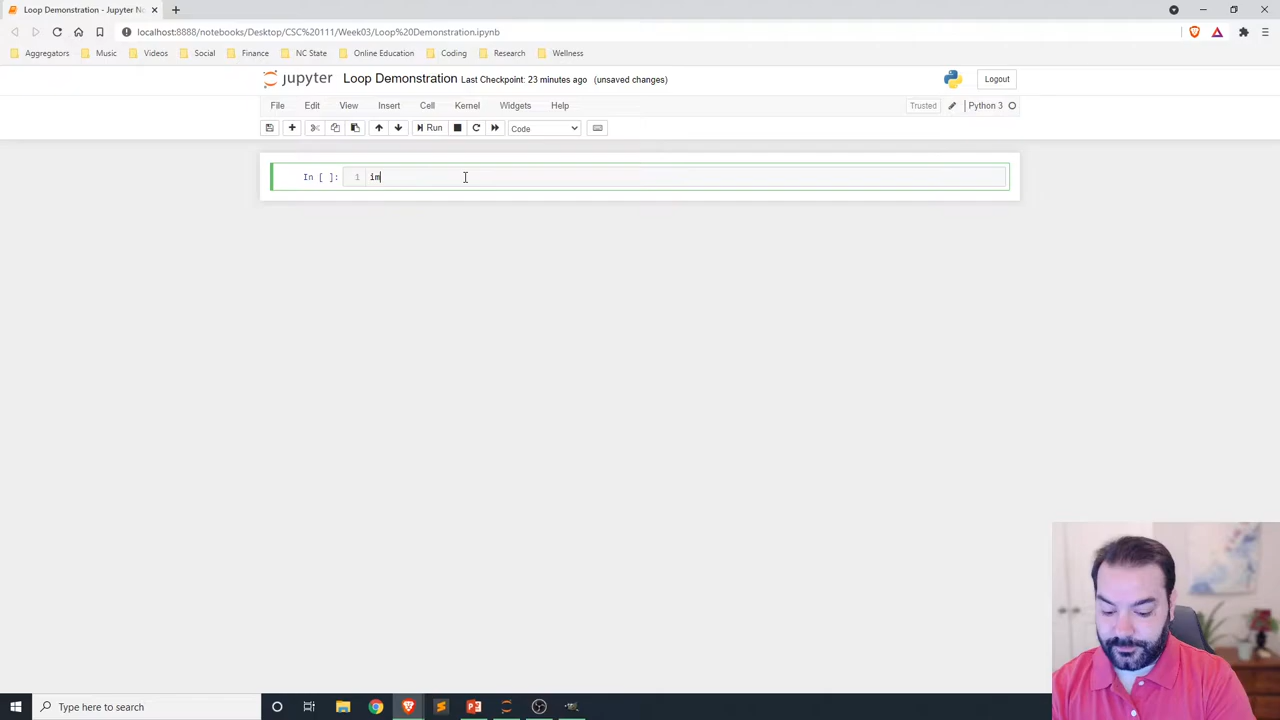 Loop Demonstration - Jupyter N
localhost:8888/notebooks/Desktop/CSC%20111/Week03/Loop%20Demonstration.ipynb
Aggregators Music Videos Social Finance NC State Online Education Coding Research Wellness
jupyter Loop Demonstration Last Checkpoint: 23 minutes ago (unsaved changes) Logout
File Edit View Insert Cell Kernel Widgets Help Trusted Python 3
Run Code
In [ ]: 1 im
Type here to search